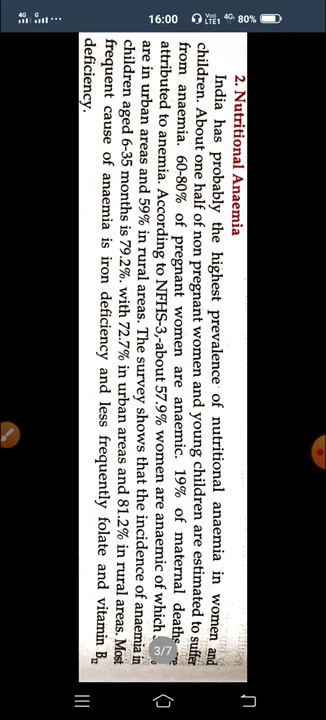 16:00
4G
80%
2. Nutritional Anaemia
India has probably the highest prevalence of nutritional anaemia in women and
children. About one half of non pregnant women and young children are estimated to suffer
from anaemia. 60-80% of pregnant women are anaemic. 19% of maternal deaths
attributed to anemia. According to NFHS-3,-about 57.9% women are anaemic of which
are in urban areas and 59% in rural areas. The survey shows that the incidence of anaemia in
children aged 6-35 months is 79.2%. with 72.7% in urban areas and 81.2% in rural areas. Most
frequent cause of anaemia is iron deficiency and less frequently folate and vitamin B12
deficiency.
3/7